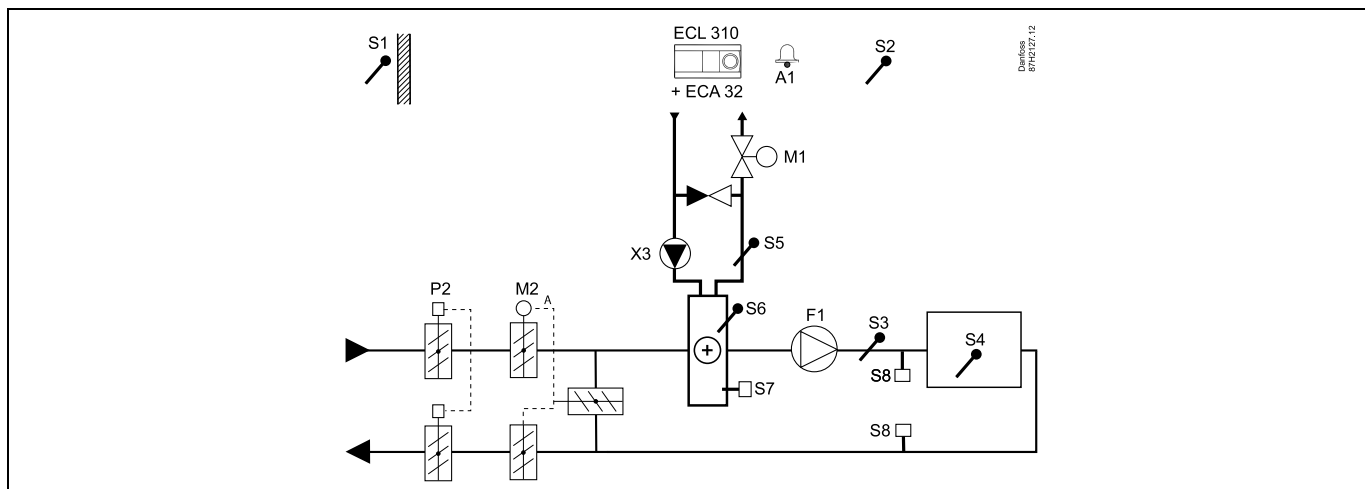 S1
ECL 310
+ ECA 32
A1
S2
Danfoss
87H2127.12
M1
X3
S5
P2
M2
A
S6
F1
S3
S4
S7
S8
S8